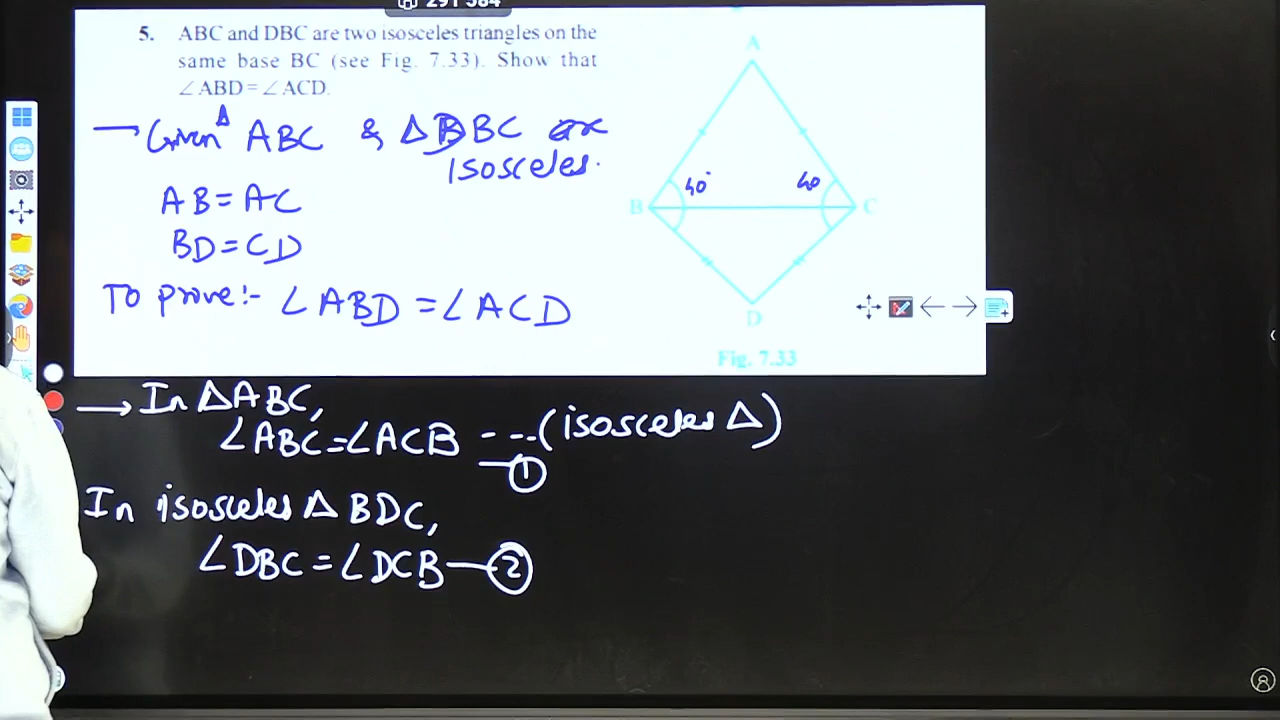 5. ABC and DBC are two isosceles triangles on the
same base BC (see Fig. 7.33). Show that
∠ABD = ∠ACD.
→ Given Δ ABC & Δ DBC are
isosceles.
AB = AC
BD = CD
To prove:- ∠ABD = ∠ACD
A
40° 40
B C
D
Fig. 7.33
→ In ΔABC,
∠ABC = ∠ACB ---(isosceles Δ)
—①
In isosceles Δ BDC,
∠DBC = ∠DCB —②